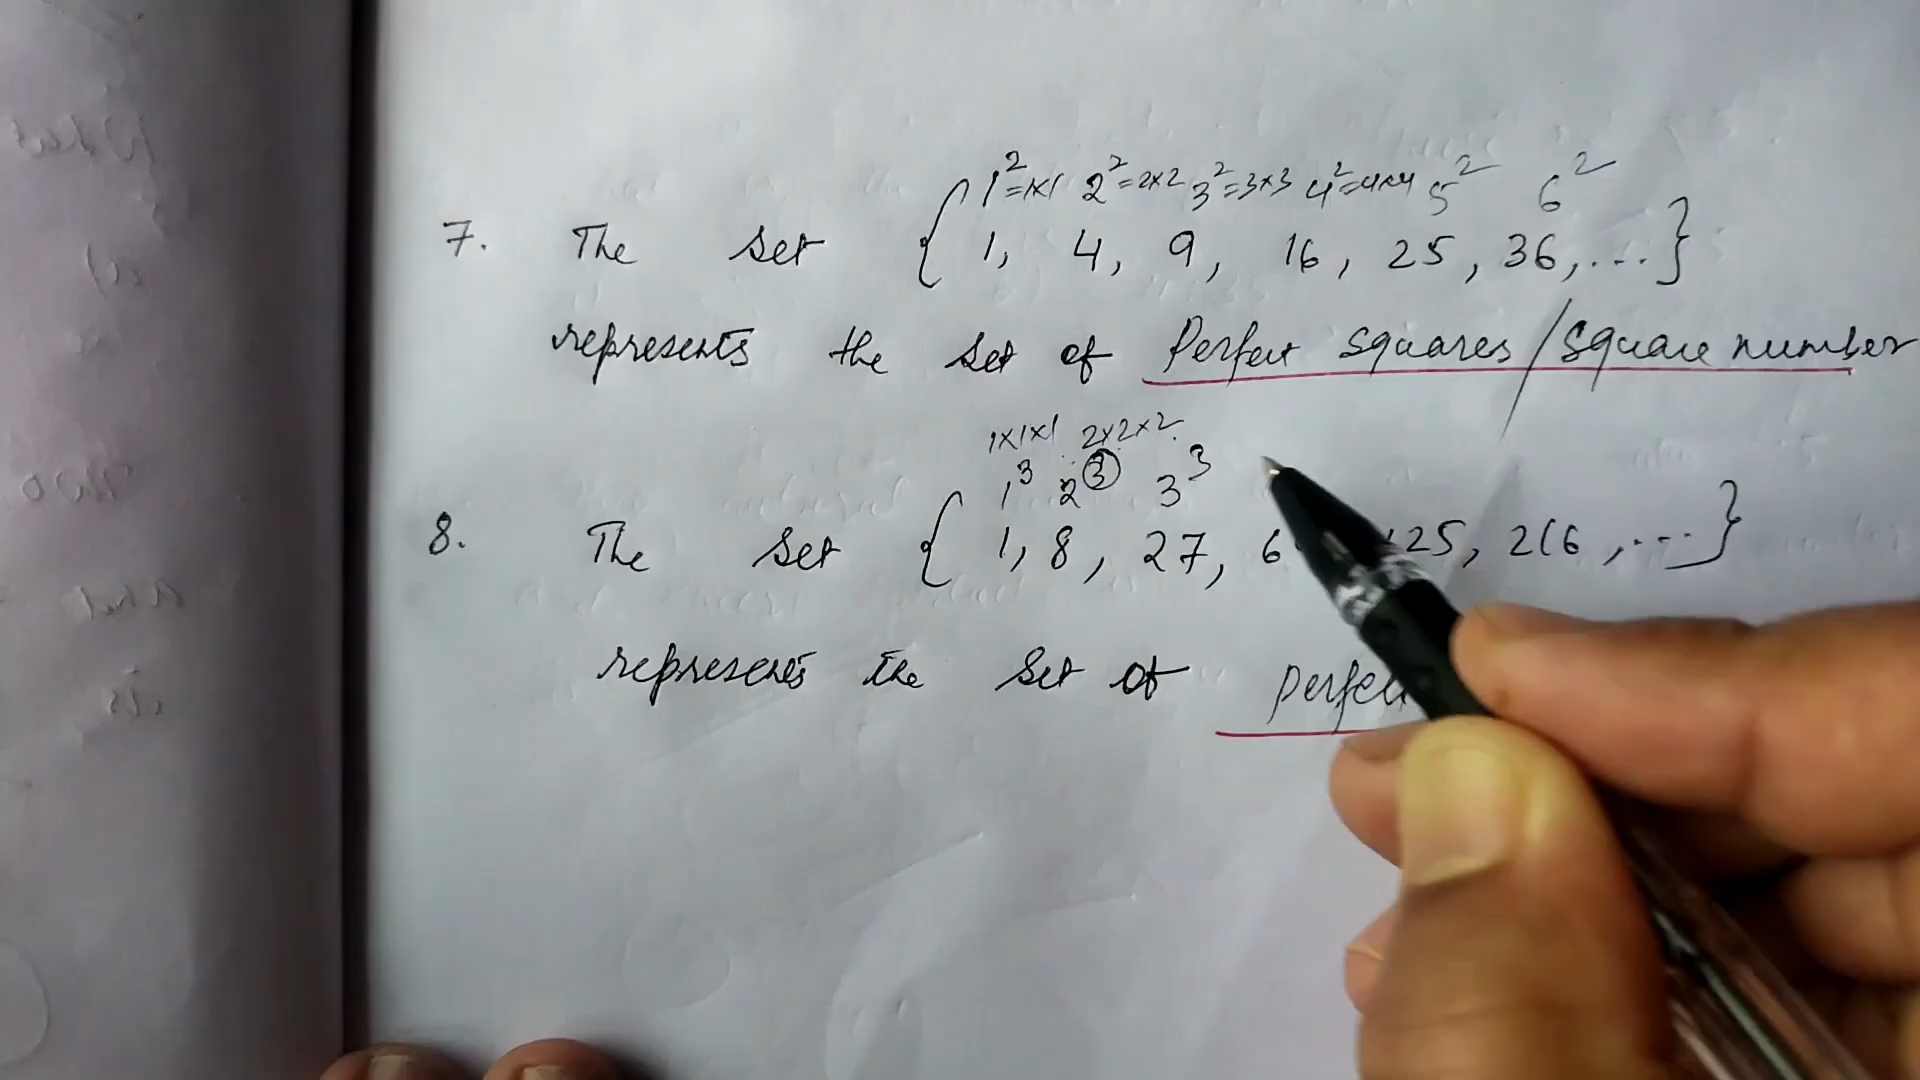 1²=1×1 2²=2×2 3²=3×3 4²=4×4 5² 6²
7. The set { 1, 4, 9, 16, 25, 36, ... }
represents the set of Perfect squares / square number
1×1×1 2×2×2
1³ 2³ 3³
8. The set { 1, 8, 27, 6 125, 216, ... }
represents the set of perfect